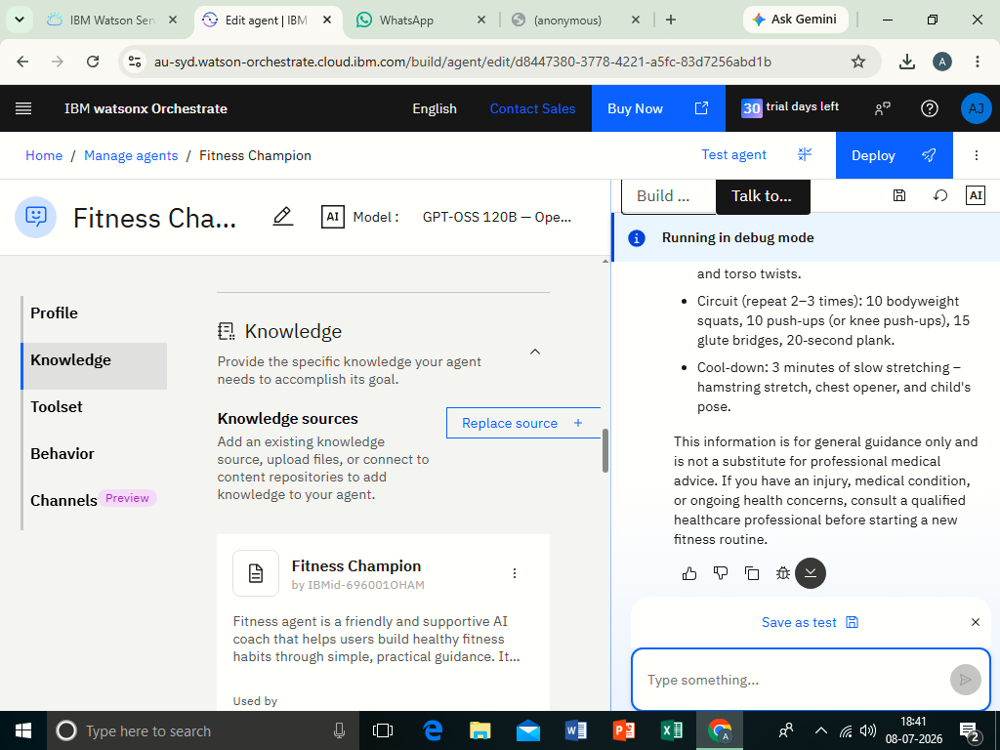 IBM Watson Ser
Edit agent | IBM
WhatsApp
(anonymous)
Ask Gemini
au-syd.watson-orchestrate.cloud.ibm.com/build/agent/edit/d8447380-3778-4221-a5fc-83d7256abd1b
A
IBM watsonx Orchestrate
English
Contact Sales
Buy Now
30 trial days left
AJ
Home / Manage agents / Fitness Champion
Test agent
Deploy
Fitness Cha...
AI Model : GPT-OSS 120B — Ope...
Build ...
Talk to...
AI
Running in debug mode
Profile
Knowledge
Toolset
Behavior
Channels Preview
Knowledge
Provide the specific knowledge your agent
needs to accomplish its goal.
Knowledge sources
Replace source +
Add an existing knowledge
source, upload files, or connect to
content repositories to add
knowledge to your agent.
Fitness Champion
by IBMid-696001OHAM
Fitness agent is a friendly and supportive AI
coach that helps users build healthy fitness
habits through simple, practical guidance. It...
Used by
and torso twists.
• Circuit (repeat 2–3 times): 10 bodyweight
squats, 10 push-ups (or knee push-ups), 15
glute bridges, 20-second plank.
• Cool-down: 3 minutes of slow stretching –
hamstring stretch, chest opener, and child's
pose.
This information is for general guidance only and
is not a substitute for professional medical
advice. If you have an injury, medical condition,
or ongoing health concerns, consult a qualified
healthcare professional before starting a new
fitness routine.
Save as test
Type something...
Type here to search
18:41
08-07-2026
2